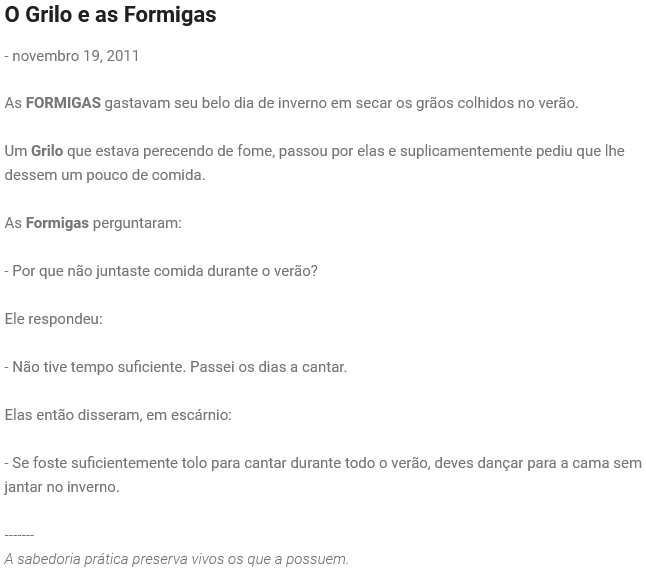 O Grilo e as Formigas
- novembro 19, 2011
As FORMIGAS gastavam seu belo dia de inverno em secar os grãos colhidos no verão.
Um Grilo que estava perecendo de fome, passou por elas e suplicamentemente pediu que lhe
dessem um pouco de comida.
As Formigas perguntaram:
- Por que não juntaste comida durante o verão?
Ele respondeu:
- Não tive tempo suficiente. Passei os dias a cantar.
Elas então disseram, em escárnio:
- Se foste suficientemente tolo para cantar durante todo o verão, deves dançar para a cama sem
jantar no inverno.
-------
A sabedoria prática preserva vivos os que a possuem.